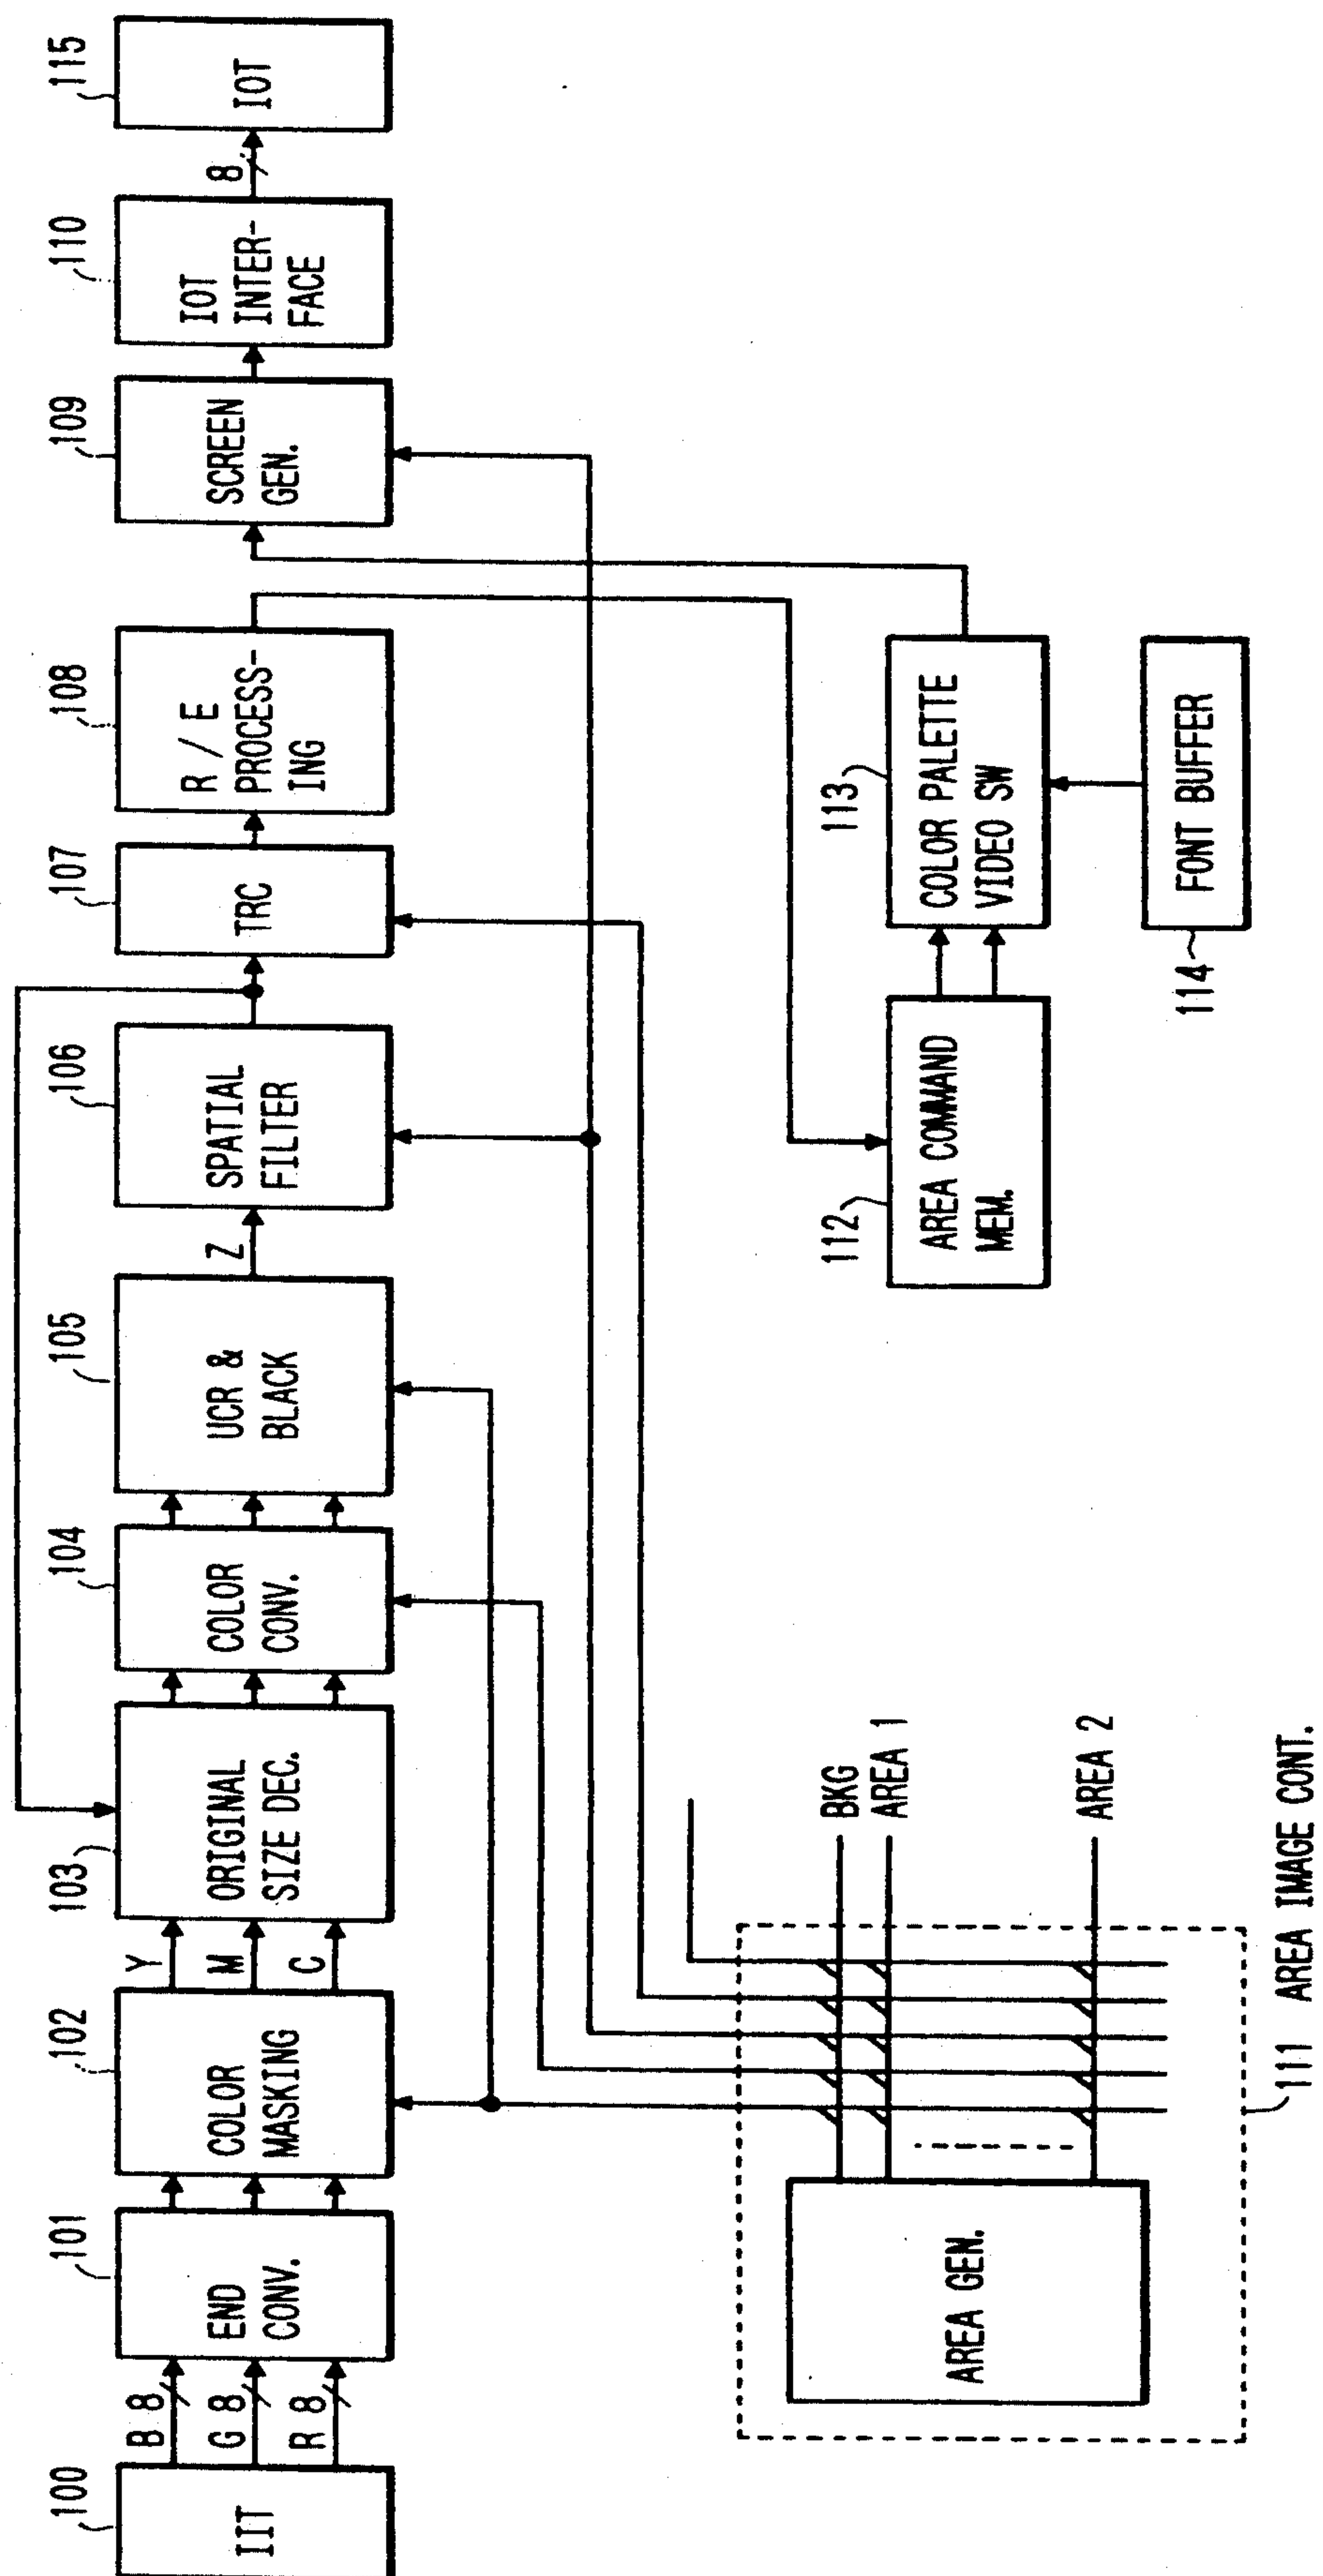 100
IIT
B 8
G 8
R 8
101
END
CONV.
102
COLOR
MASKING
Y
M
C
103
ORIGINAL
SIZE DEC.
104
COLOR
CONV.
105
UCR &
BLACK
Z
106
SPATIAL
FILTER
107
TRC
108
R / E
PROCESS-
ING
109
SCREEN
GEN.
110
IOT
INTER-
FACE
8
115
IOT
AREA GEN.
BKG
AREA 1
AREA 2
111 AREA IMAGE CONT.
112
AREA COMMAND
MEM.
113
COLOR PALETTE
VIDEO SW
114
FONT BUFFER